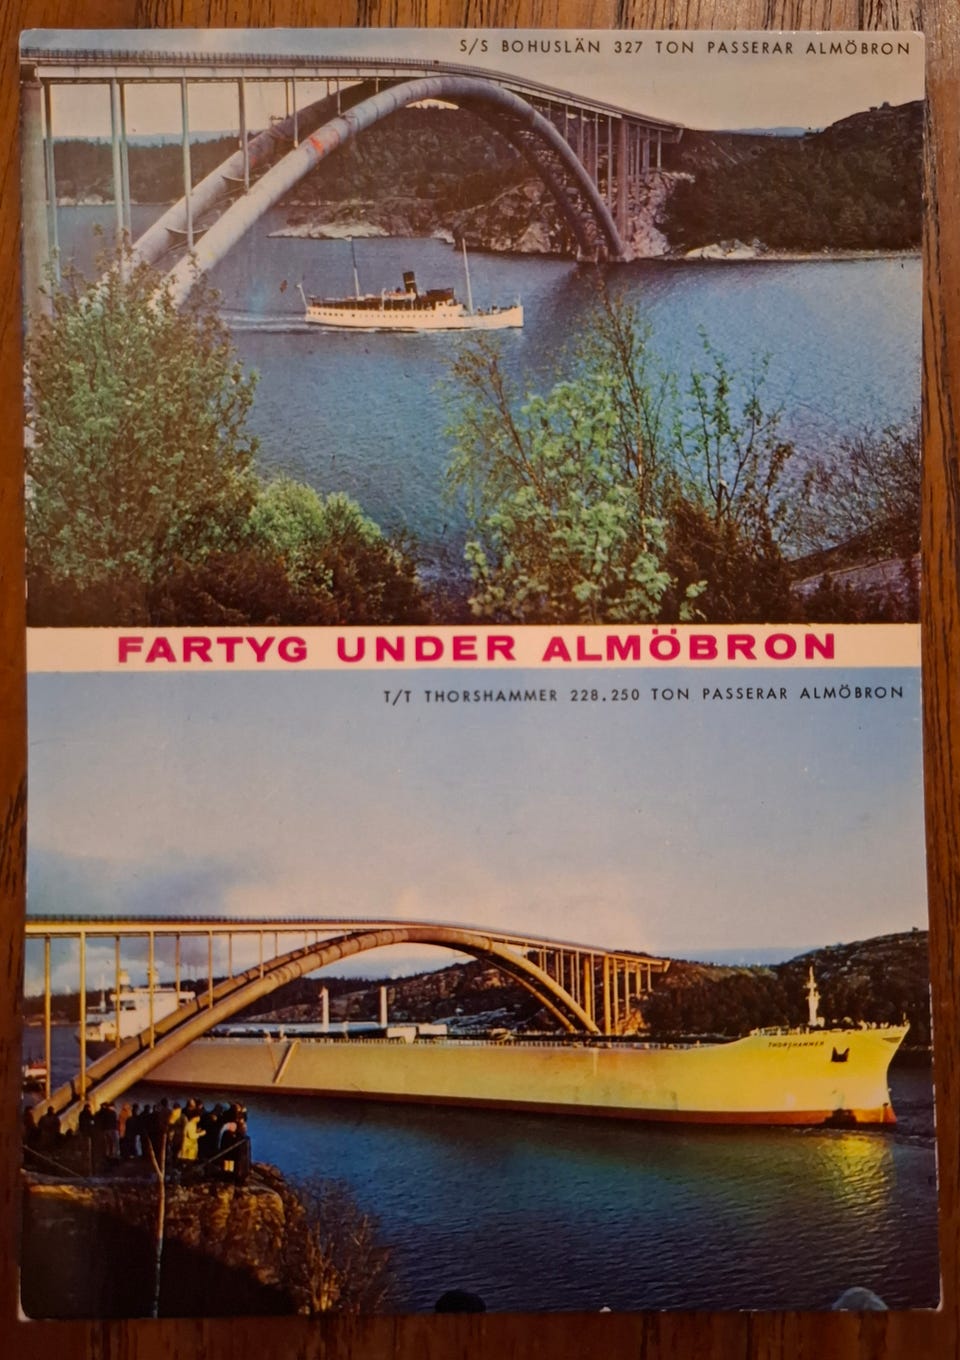 S/S BOHUSLÄN 327 TON PASSERAR ALMÖBRON
FARTYG UNDER ALMÖBRON
T/T THORSHAMMER 228.250 TON PASSERAR ALMÖBRON
THORSHAMMER